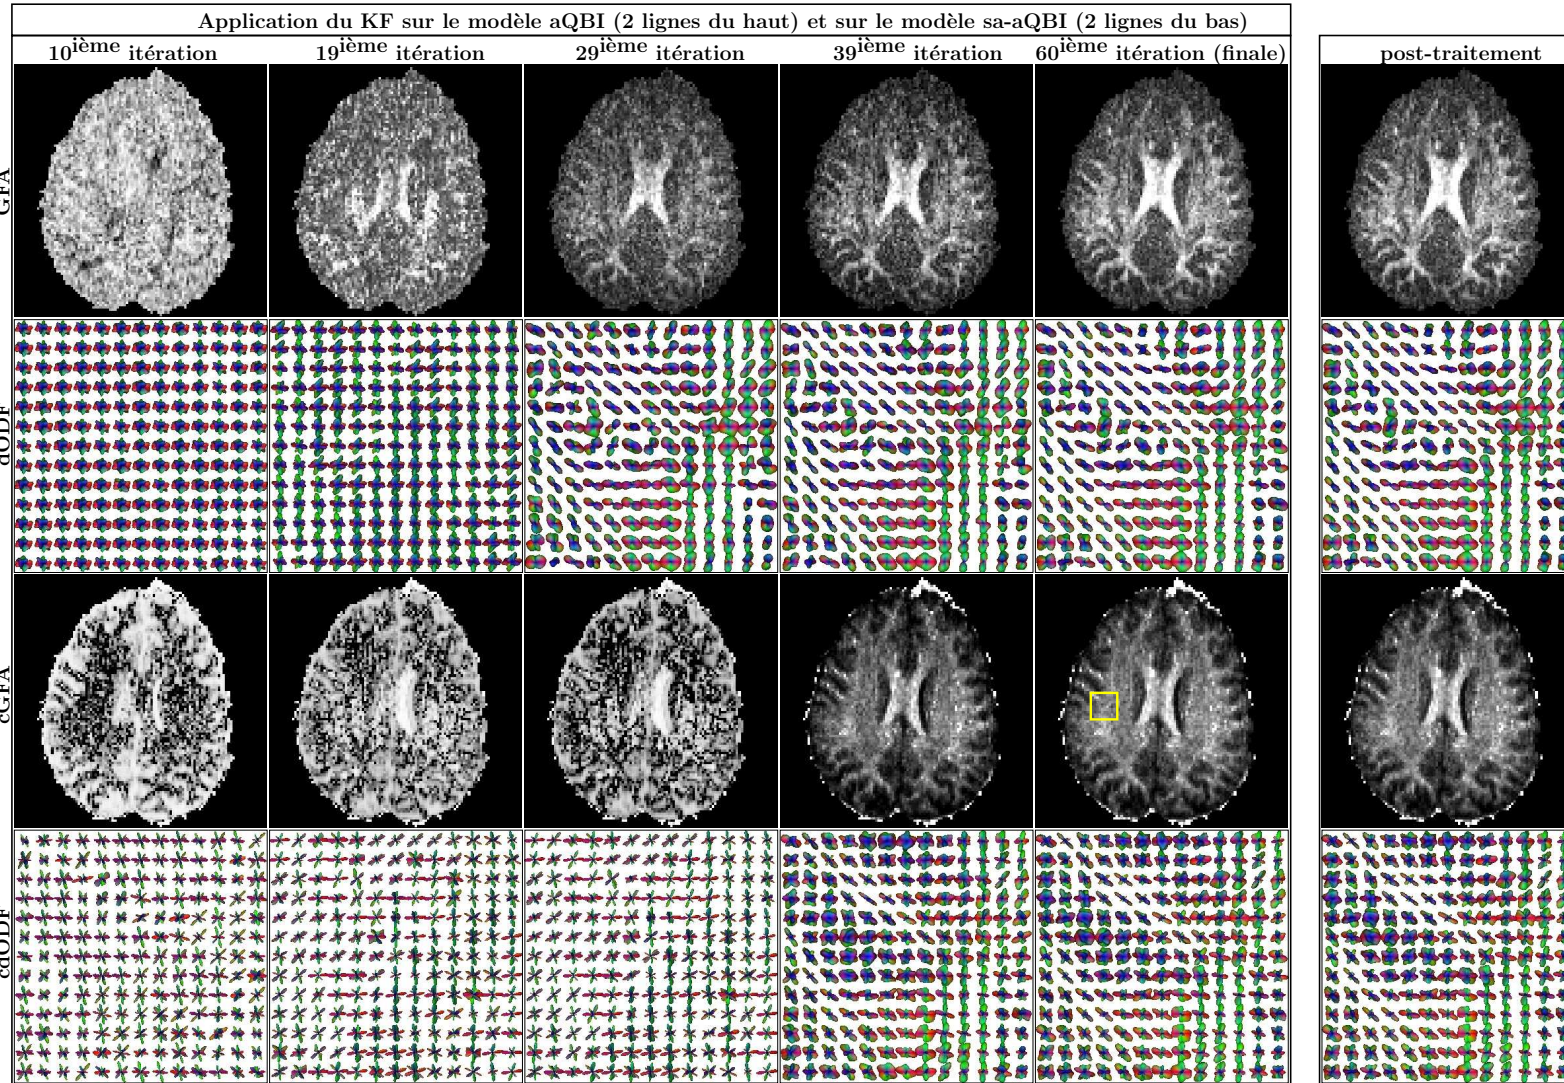 Application du KF sur le modèle aQBI (2 lignes du haut) et sur le modèle sa-aQBI (2 lignes du bas)
10ième itération
19ième itération
29ième itération
39ième itération
60ième itération (finale)
post-traitement
GFA
dODF
cGFA
cdODF